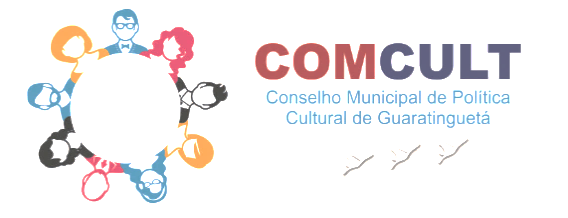 COMCULT
Conselho Municipal de Política
Cultural de Guaratinguetá